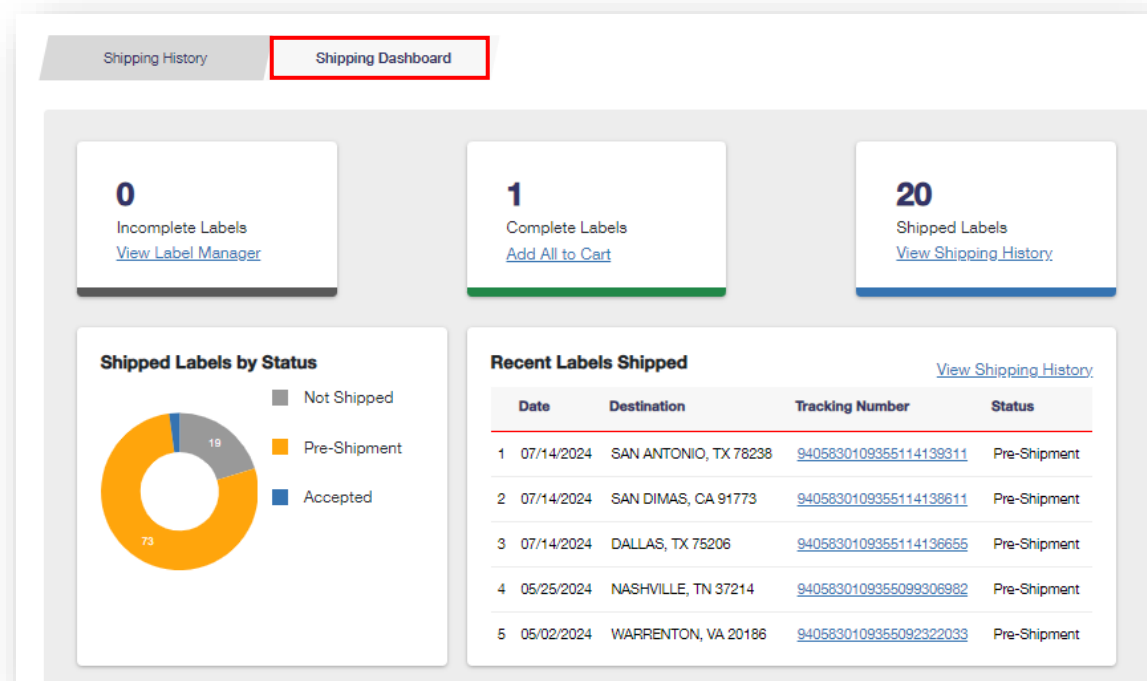 Shipping History
Shipping Dashboard
0
Incomplete Labels
View Label Manager
1
Complete Labels
Add All to Cart
20
Shipped Labels
View Shipping History
Shipped Labels by Status
Not Shipped
Pre-Shipment
Accepted
19
73
Recent Labels Shipped
View Shipping History
Date Destination Tracking Number Status
1 07/14/2024 SAN ANTONIO, TX 78238 9405830109355114139311 Pre-Shipment
2 07/14/2024 SAN DIMAS, CA 91773 9405830109355114138611 Pre-Shipment
3 07/14/2024 DALLAS, TX 75206 9405830109355114136655 Pre-Shipment
4 05/25/2024 NASHVILLE, TN 37214 9405830109355099306982 Pre-Shipment
5 05/02/2024 WARRENTON, VA 20186 9405830109355092322033 Pre-Shipment